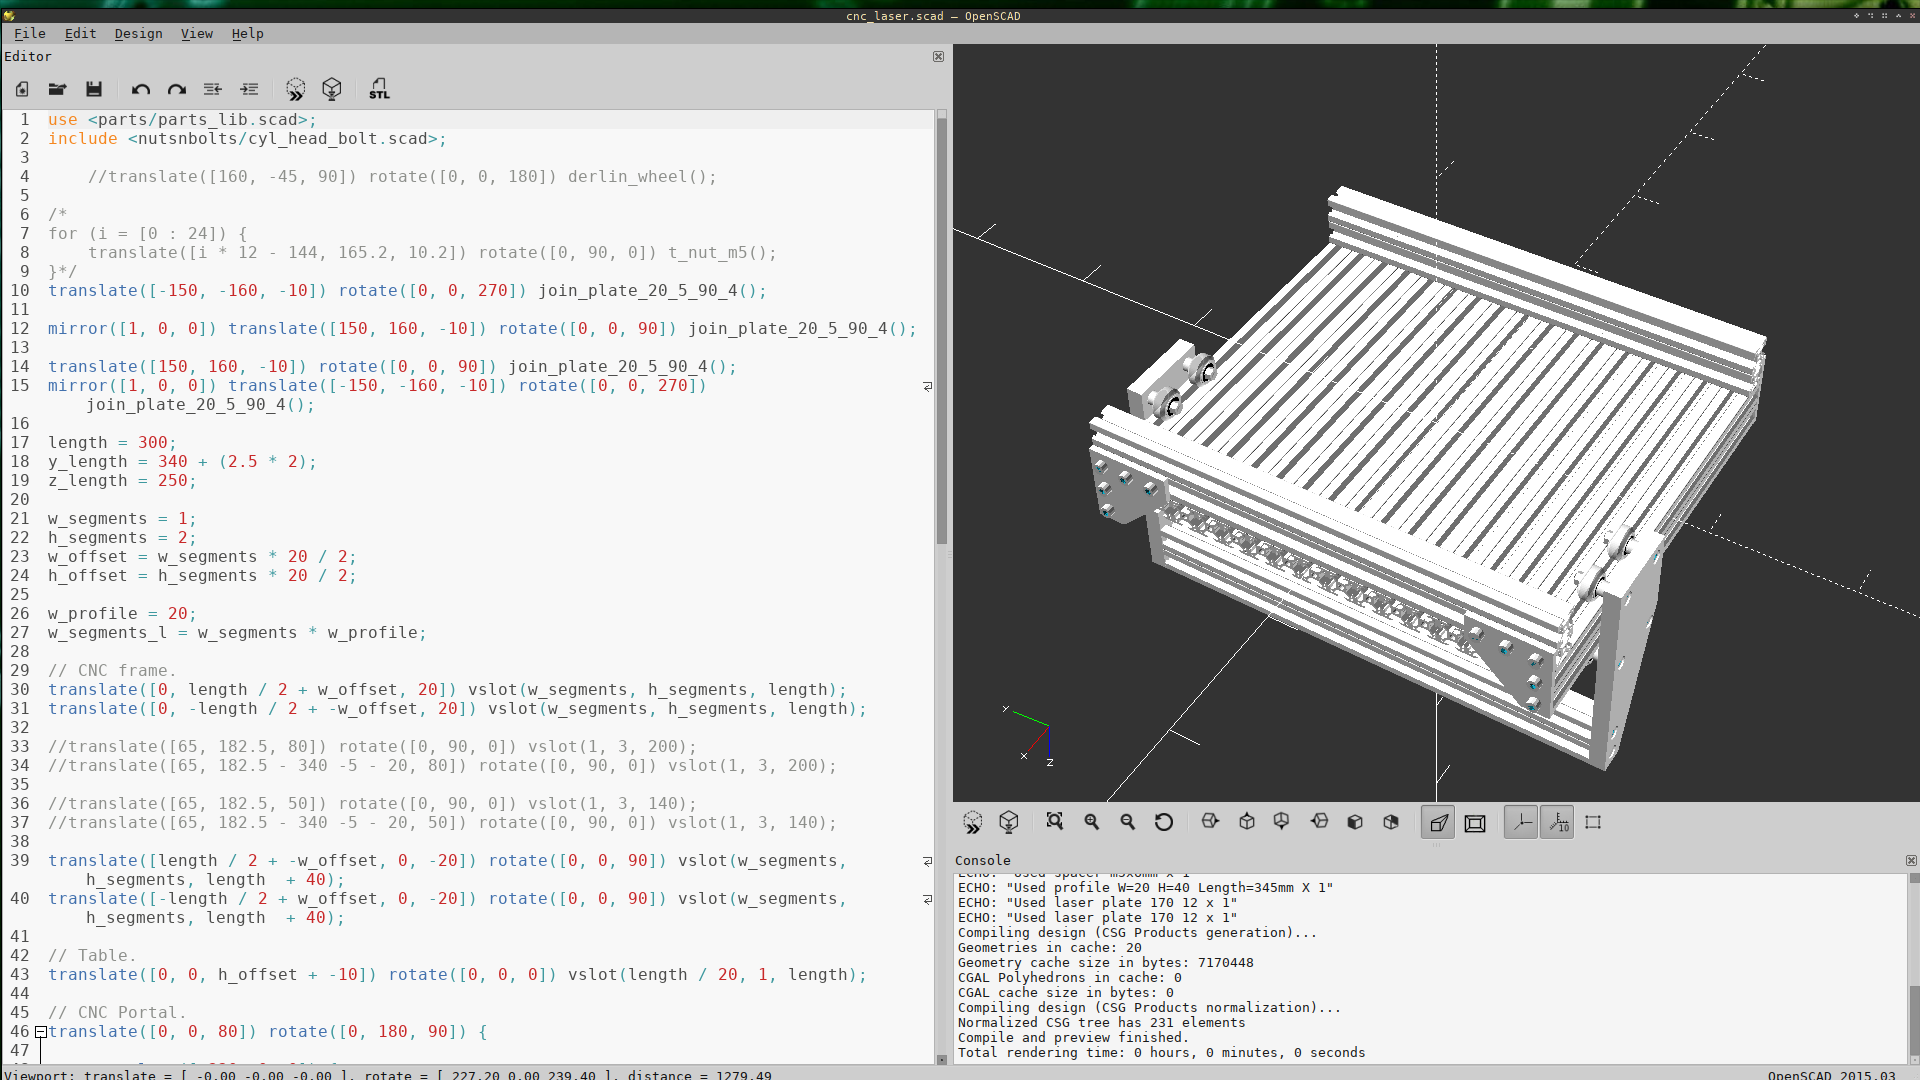 cnc_laser.scad — OpenSCAD
File Edit Design View Help
Editor
STL
1 use <parts/parts_lib.scad>;
2 include <nutsnbolts/cyl_head_bolt.scad>;
3
4 //translate([160, -45, 90]) rotate([0, 0, 180]) derlin_wheel();
5
6 /*
7 for (i = [0 : 24]) {
8 translate([i * 12 - 144, 165.2, 10.2]) rotate([0, 90, 0]) t_nut_m5();
9 }*/
10 translate([-150, -160, -10]) rotate([0, 0, 270]) join_plate_20_5_90_4();
11
12 mirror([1, 0, 0]) translate([150, 160, -10]) rotate([0, 0, 90]) join_plate_20_5_90_4();
13
14 translate([150, 160, -10]) rotate([0, 0, 90]) join_plate_20_5_90_4();
15 mirror([1, 0, 0]) translate([-150, -160, -10]) rotate([0, 0, 270])
join_plate_20_5_90_4();
16
17 length = 300;
18 y_length = 340 + (2.5 * 2);
19 z_length = 250;
20
21 w_segments = 1;
22 h_segments = 2;
23 w_offset = w_segments * 20 / 2;
24 h_offset = h_segments * 20 / 2;
25
26 w_profile = 20;
27 w_segments_l = w_segments * w_profile;
28
29 // CNC frame.
30 translate([0, length / 2 + w_offset, 20]) vslot(w_segments, h_segments, length);
31 translate([0, -length / 2 + -w_offset, 20]) vslot(w_segments, h_segments, length);
32
33 //translate([65, 182.5, 80]) rotate([0, 90, 0]) vslot(1, 3, 200);
34 //translate([65, 182.5 - 340 -5 - 20, 80]) rotate([0, 90, 0]) vslot(1, 3, 200);
35
36 //translate([65, 182.5, 50]) rotate([0, 90, 0]) vslot(1, 3, 140);
37 //translate([65, 182.5 - 340 -5 - 20, 50]) rotate([0, 90, 0]) vslot(1, 3, 140);
38
39 translate([length / 2 + -w_offset, 0, -20]) rotate([0, 0, 90]) vslot(w_segments,
h_segments, length  + 40);
40 translate([-length / 2 + w_offset, 0, -20]) rotate([0, 0, 90]) vslot(w_segments,
h_segments, length  + 40);
41
42 // Table.
43 translate([0, 0, h_offset + -10]) rotate([0, 0, 0]) vslot(length / 20, 1, length);
44
45 // CNC Portal.
46 translate([0, 0, 80]) rotate([0, 180, 90]) {
47
Y
X
Z
10
Console
ECHO: "Used spacer m5x6mm x 1"
ECHO: "Used profile W=20 H=40 Length=345mm X 1"
ECHO: "Used laser plate 170 12 x 1"
ECHO: "Used laser plate 170 12 x 1"
Compiling design (CSG Products generation)...
Geometries in cache: 20
Geometry cache size in bytes: 7170448
CGAL Polyhedrons in cache: 0
CGAL cache size in bytes: 0
Compiling design (CSG Products normalization)...
Normalized CSG tree has 231 elements
Compile and preview finished.
Total rendering time: 0 hours, 0 minutes, 0 seconds
Viewport: translate = [ -0.00 -0.00 -0.00 ], rotate = [ 227.20 0.00 239.40 ], distance = 1279.49
OpenSCAD 2015.03